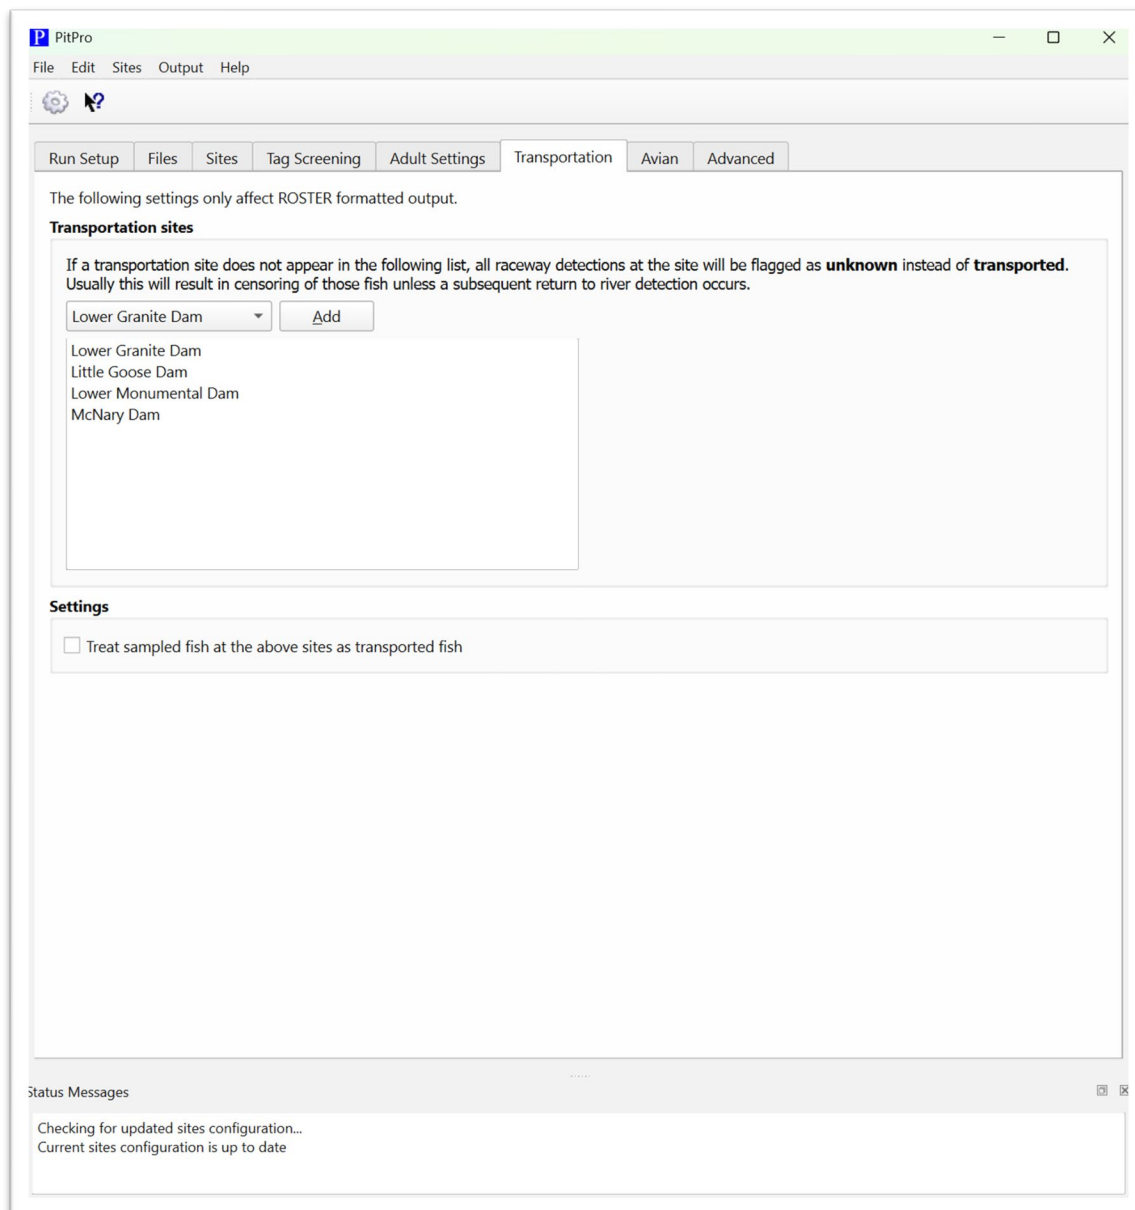 PitPro
File Edit Sites Output Help
Run Setup Files Sites Tag Screening Adult Settings Transportation Avian Advanced
The following settings only affect ROSTER formatted output.
Transportation sites
If a transportation site does not appear in the following list, all raceway detections at the site will be flagged as unknown instead of transported.
Usually this will result in censoring of those fish unless a subsequent return to river detection occurs.
Lower Granite Dam Add
Lower Granite Dam
Little Goose Dam
Lower Monumental Dam
McNary Dam
Settings
Treat sampled fish at the above sites as transported fish
Status Messages
Checking for updated sites configuration...
Current sites configuration is up to date